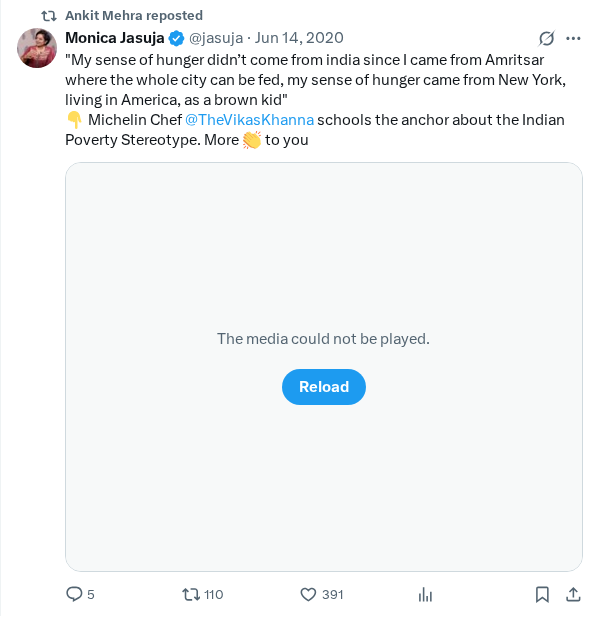 Ankit Mehra reposted
Monica Jasuja @jasuja · Jun 14, 2020
"My sense of hunger didn’t come from india since I came from Amritsar
where the whole city can be fed, my sense of hunger came from New York,
living in America, as a brown kid"
👇 Michelin Chef @TheVikasKhanna schools the anchor about the Indian
Poverty Stereotype. More 👏 to you
The media could not be played.
Reload
5 110 391